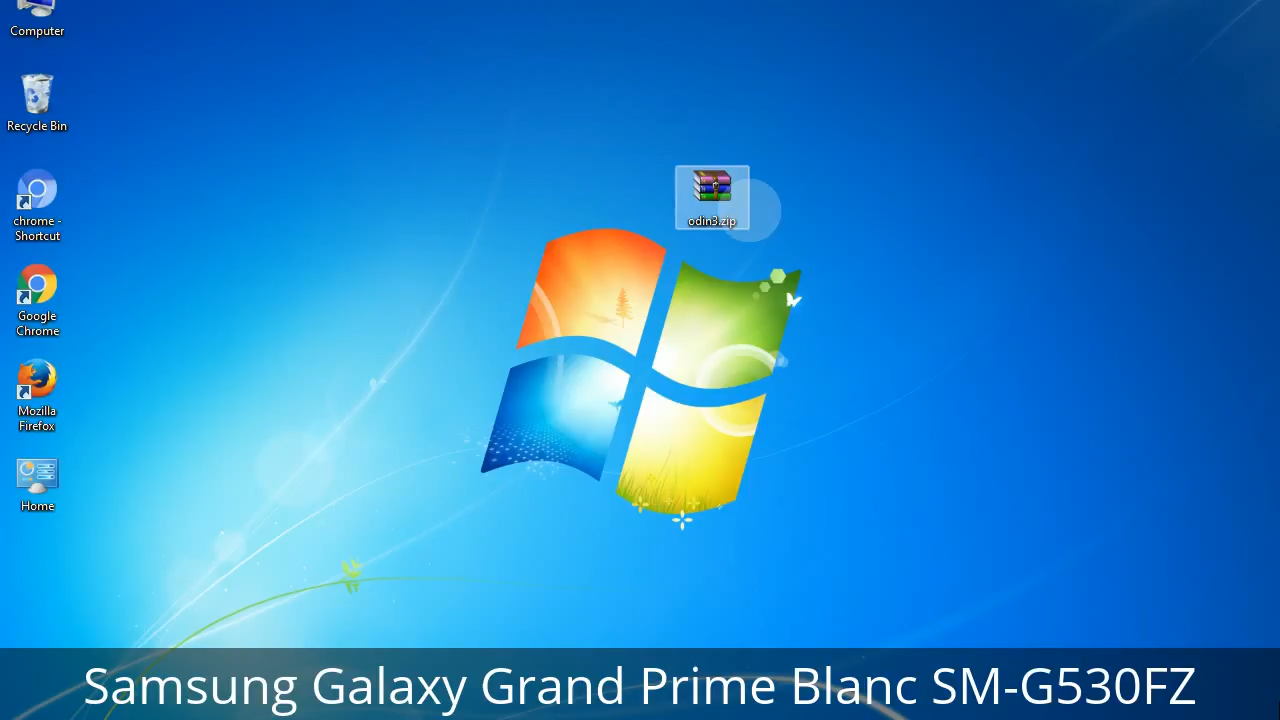 Computer
Recycle Bin
chrome -
Shortcut
Google
Chrome
Mozilla
Firefox
Home
odin3.zip
Samsung Galaxy Grand Prime Blanc SM-G530FZ